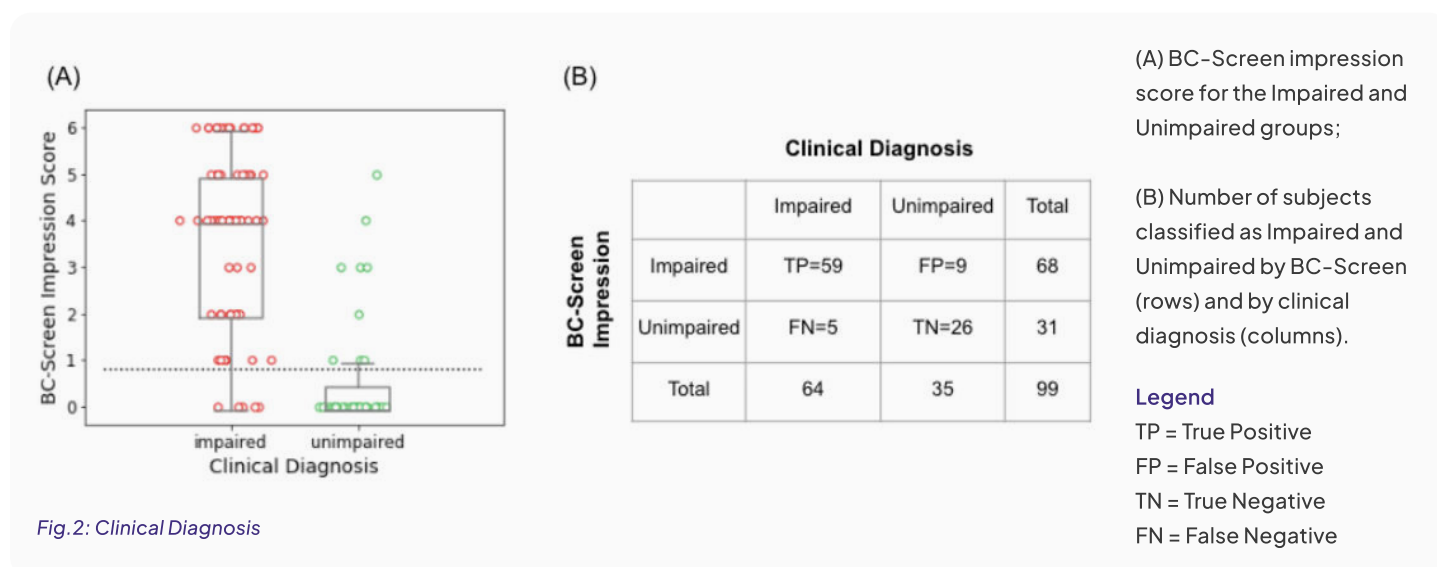 (A)
BC-Screen Impression Score
6
5
4
3
2
1
0
impaired unimpaired
Clinical Diagnosis
Fig.2: Clinical Diagnosis
(B)
Clinical Diagnosis
BC-Screen
Impression
Impaired Unimpaired Total
Impaired TP=59 FP=9 68
Unimpaired FN=5 TN=26 31
Total 64 35 99
(A) BC-Screen impression
score for the Impaired and
Unimpaired groups;
(B) Number of subjects
classified as Impaired and
Unimpaired by BC-Screen
(rows) and by clinical
diagnosis (columns).
Legend
TP = True Positive
FP = False Positive
TN = True Negative
FN = False Negative